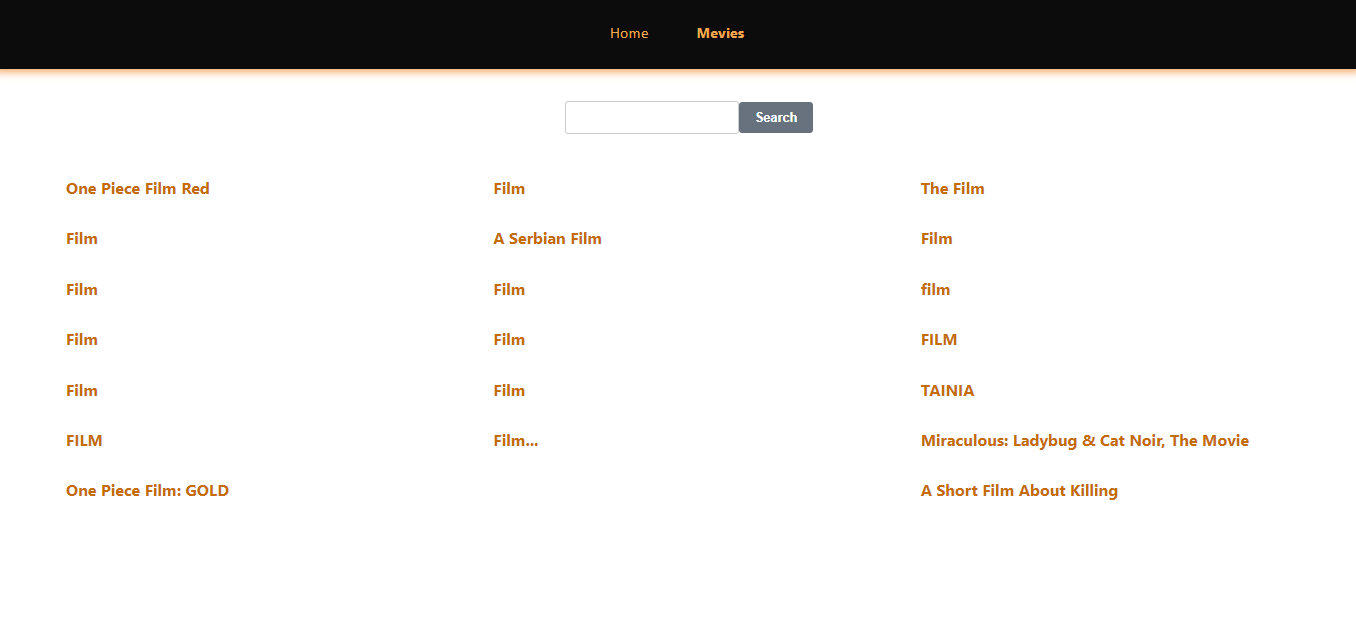 Home Mevies
Search
One Piece Film Red Film The Film
Film A Serbian Film Film
Film Film film
Film Film FILM
Film Film TAINIA
FILM Film... Miraculous: Ladybug & Cat Noir, The Movie
One Piece Film: GOLD A Short Film About Killing